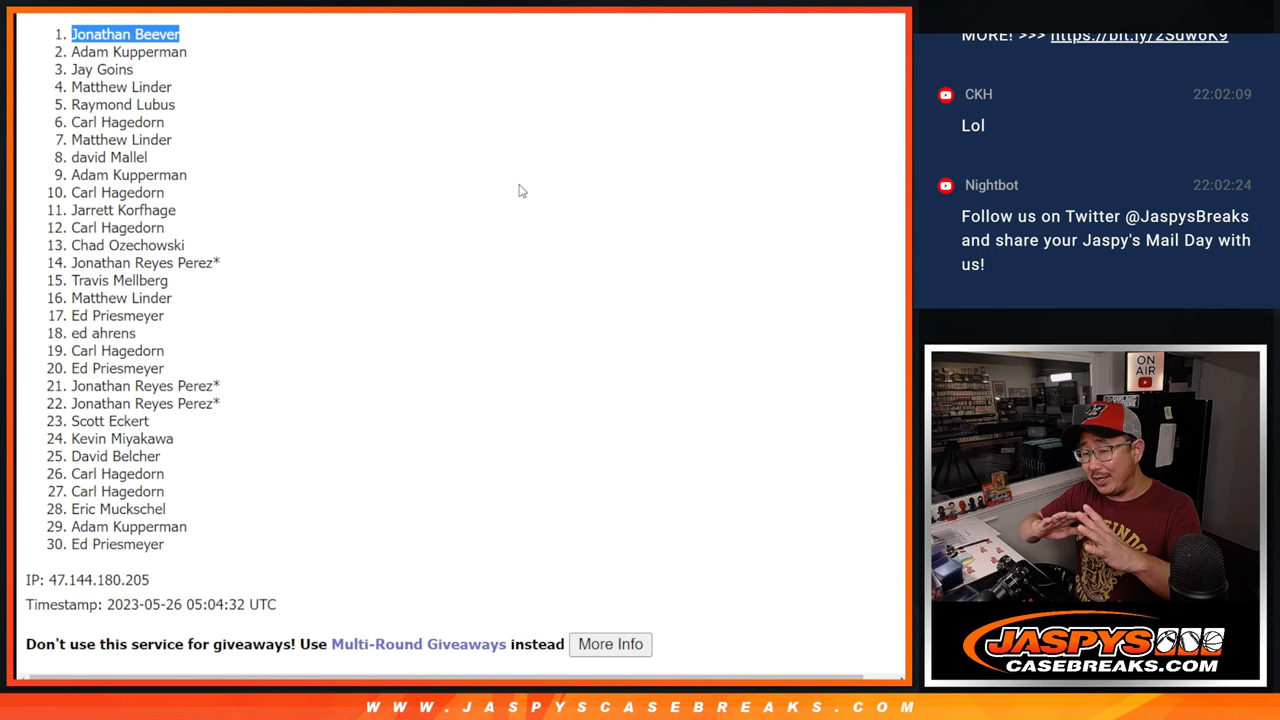 1. Jonathan Beever
2. Adam Kupperman
3. Jay Goins
4. Matthew Linder
5. Raymond Lubus
6. Carl Hagedorn
7. Matthew Linder
8. david Mallel
9. Adam Kupperman
10. Carl Hagedorn
11. Jarrett Korfhage
12. Carl Hagedorn
13. Chad Ozechowski
14. Jonathan Reyes Perez*
15. Travis Mellberg
16. Matthew Linder
17. Ed Priesmeyer
18. ed ahrens
19. Carl Hagedorn
20. Ed Priesmeyer
21. Jonathan Reyes Perez*
22. Jonathan Reyes Perez*
23. Scott Eckert
24. Kevin Miyakawa
25. David Belcher
26. Carl Hagedorn
27. Carl Hagedorn
28. Eric Muckschel
29. Adam Kupperman
30. Ed Priesmeyer
IP: 47.144.180.205
Timestamp: 2023-05-26 05:04:32 UTC
Don't use this service for giveaways! Use Multi-Round Giveaways instead More Info
MORE! >>> https://bit.ly/2Sdw6K9
CKH 22:02:09
Lol
Nightbot 22:02:24
Follow us on Twitter @JaspysBreaks
and share your Jaspy's Mail Day with
us!
ON
AIR
JASPYS
CASEBREAKS.COM
WWW.JASPYSCASEBREAKS.COM